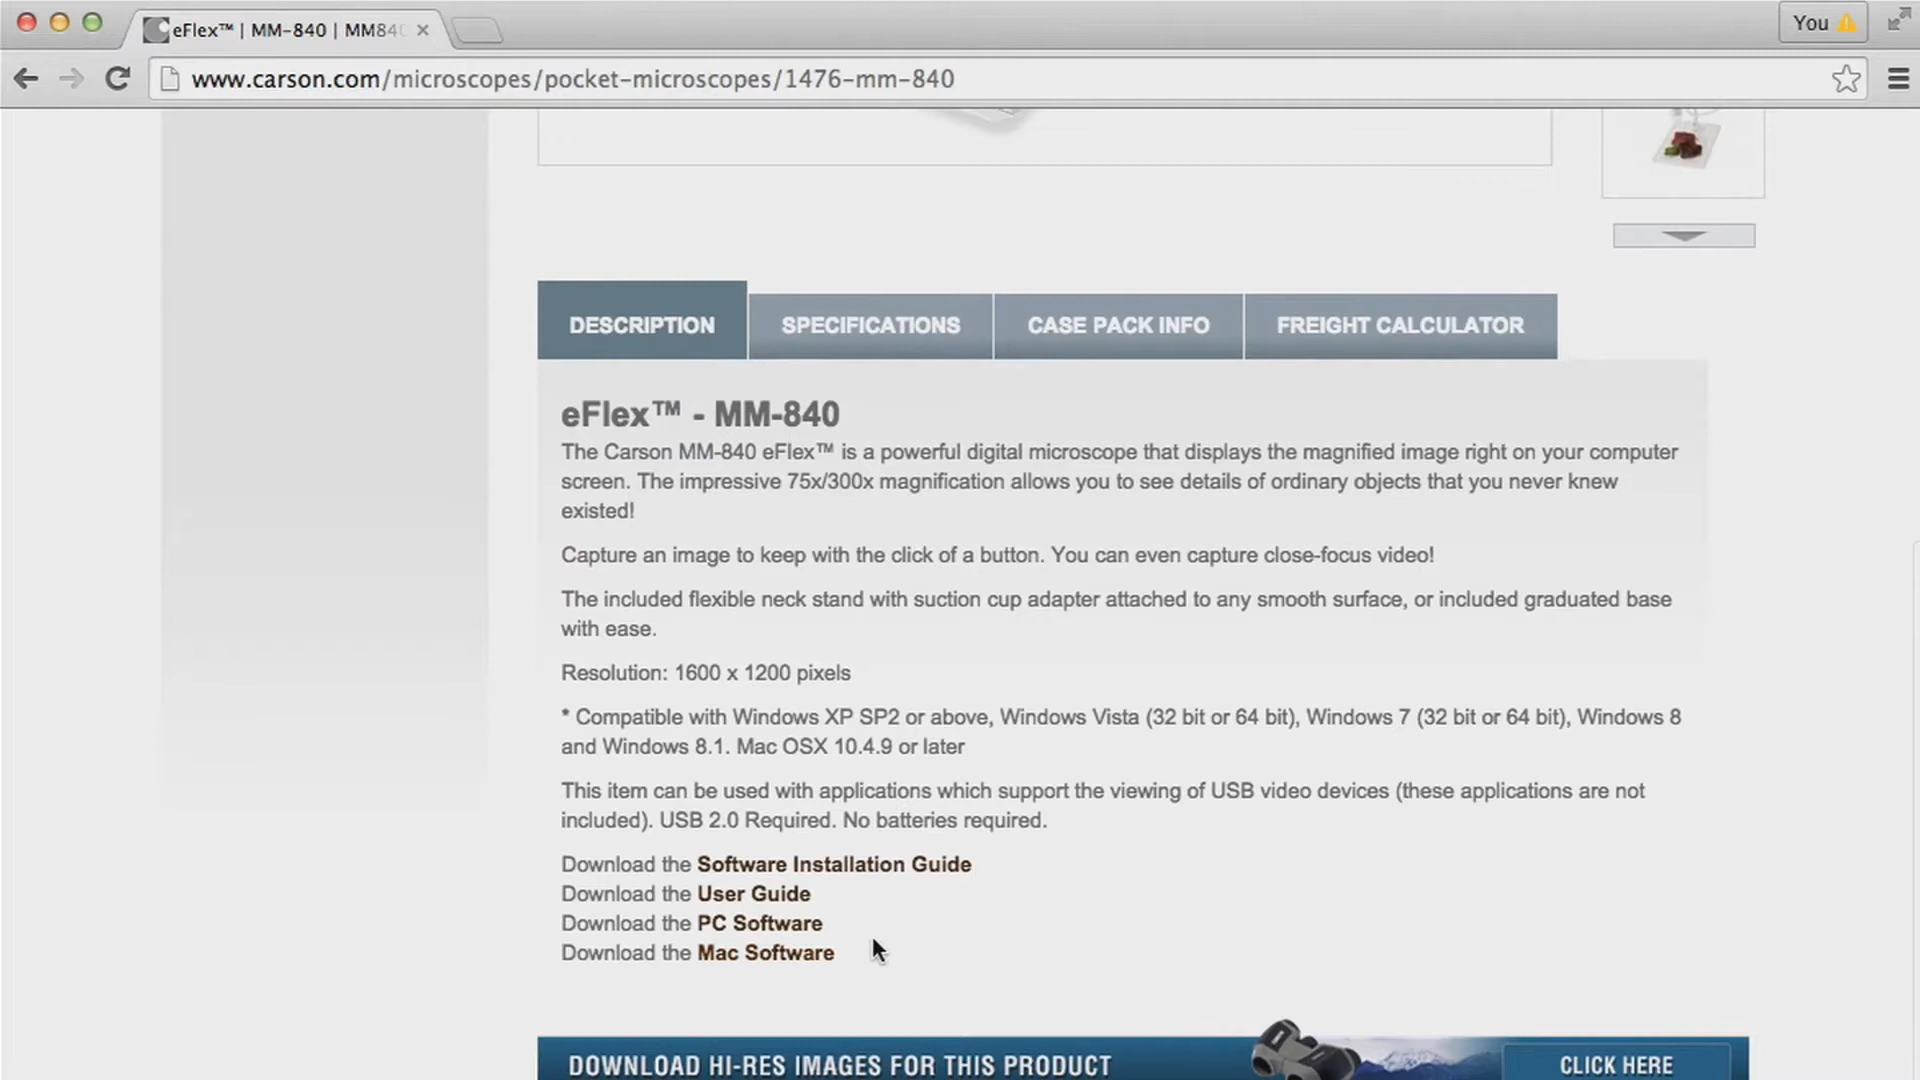 eFlex™ | MM-840 | MM840
You
www.carson.com/microscopes/pocket-microscopes/1476-mm-840
DESCRIPTION
SPECIFICATIONS
CASE PACK INFO
FREIGHT CALCULATOR
eFlex™ - MM-840
The Carson MM-840 eFlex™ is a powerful digital microscope that displays the magnified image right on your computer
screen. The impressive 75x/300x magnification allows you to see details of ordinary objects that you never knew
existed!
Capture an image to keep with the click of a button. You can even capture close-focus video!
The included flexible neck stand with suction cup adapter attached to any smooth surface, or included graduated base
with ease.
Resolution: 1600 x 1200 pixels
* Compatible with Windows XP SP2 or above, Windows Vista (32 bit or 64 bit), Windows 7 (32 bit or 64 bit), Windows 8
and Windows 8.1. Mac OSX 10.4.9 or later
This item can be used with applications which support the viewing of USB video devices (these applications are not
included). USB 2.0 Required. No batteries required.
Download the Software Installation Guide
Download the User Guide
Download the PC Software
Download the Mac Software
DOWNLOAD HI-RES IMAGES FOR THIS PRODUCT
CLICK HERE